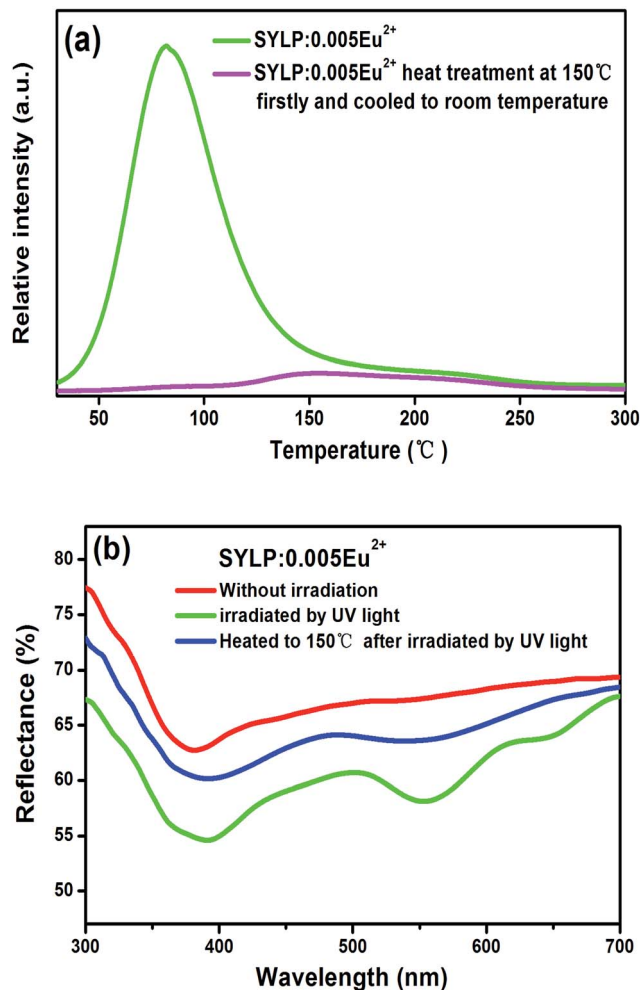 (a)
SYLP:0.005Eu²⁺
SYLP:0.005Eu²⁺ heat treatment at 150℃
firstly and cooled to room temperature
Relative intensity (a.u.)
50 100 150 200 250 300
Temperature (℃ )
(b)
SYLP:0.005Eu²⁺
Without irradiation
irradiated by UV light
Heated to 150℃ after irradiated by UV light
Reflectance (%)
80
75
70
65
60
55
50
300 400 500 600 700
Wavelength (nm)